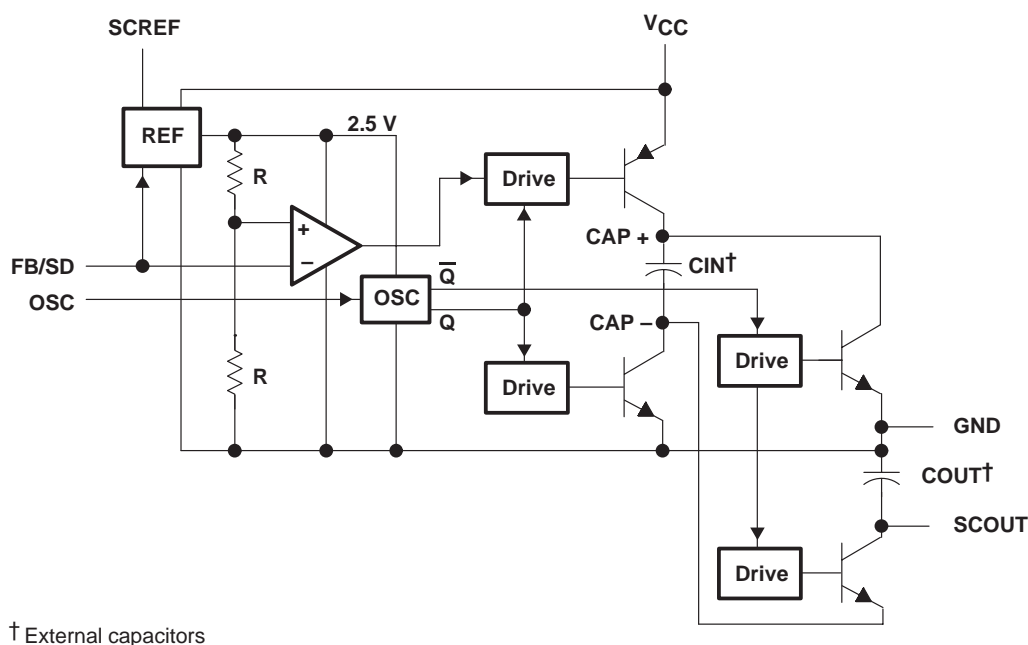 SCREF
VCC
REF
2.5 V
R
Drive
+
−
CAP +
CIN†
FB/SD
OSC
OSC
Q̅
Q
CAP −
R
Drive
Drive
GND
COUT†
SCOUT
Drive
† External capacitors